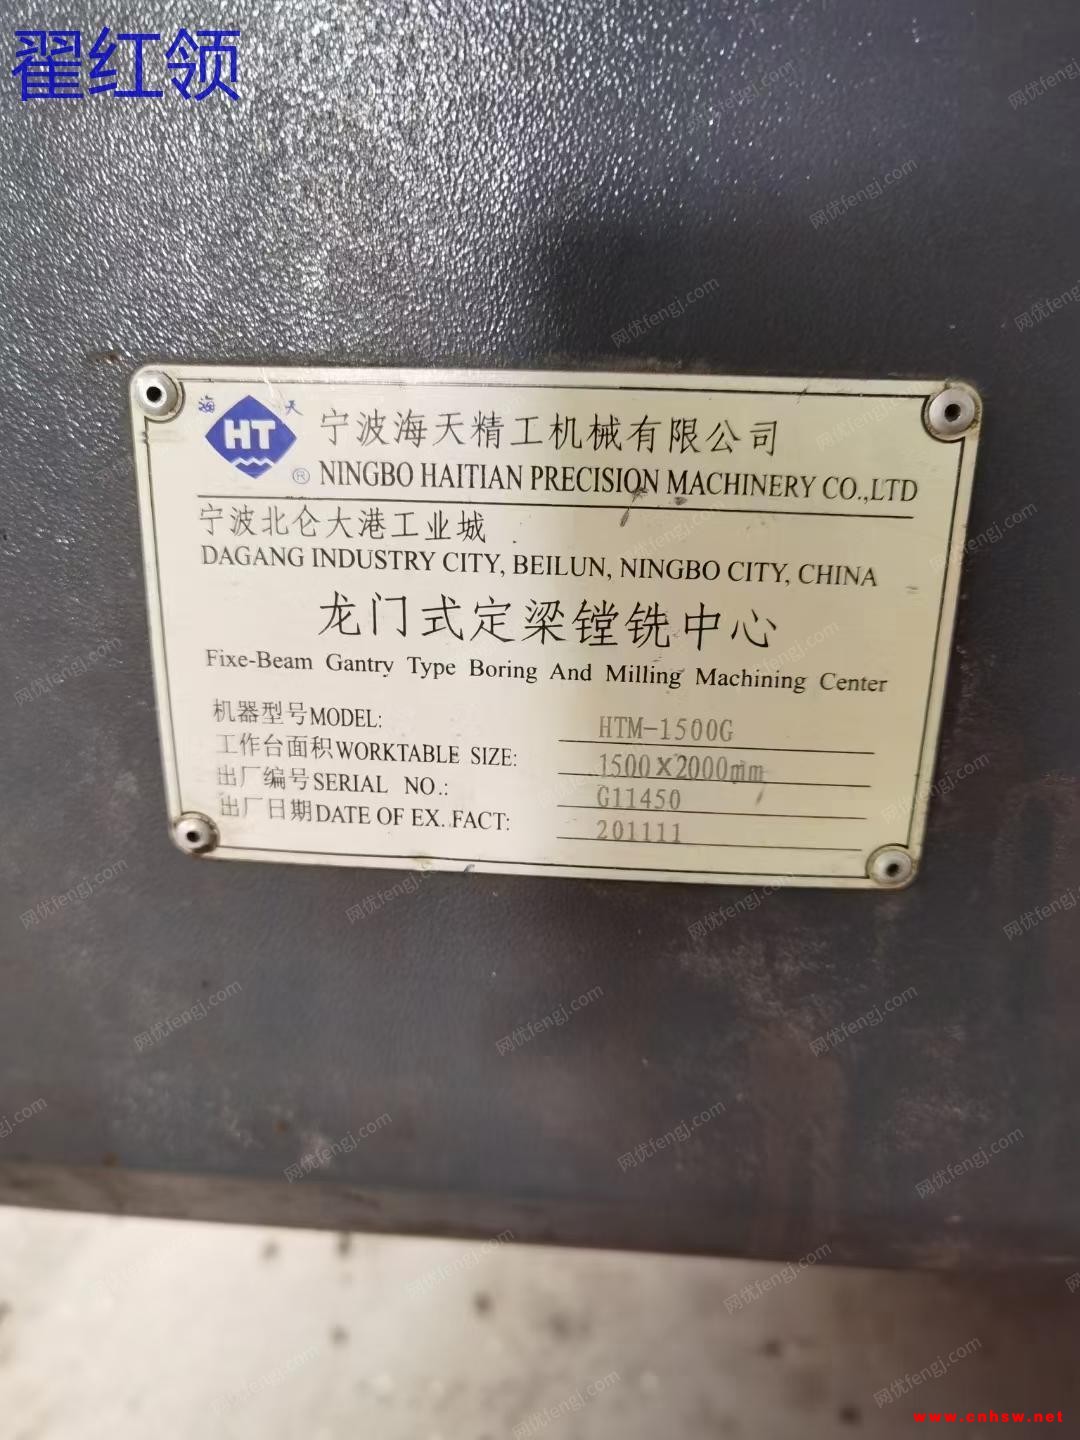 翟红领
海 天
HT
®
宁波海天精工机械有限公司
NINGBO HAITIAN PRECISION MACHINERY CO.,LTD
宁波北仑大港工业城
DAGANG INDUSTRY CITY, BEILUN, NINGBO CITY, CHINA
龙门式定梁镗铣中心
Fixe-Beam Gantry Type Boring And Milling Machining Center
机器型号MODEL: HTM-1500G
工作台面积WORKTABLE SIZE: 1500×2000mm
出厂编号SERIAL NO.: G11450
出厂日期DATE OF EX. FACT: 201111
网优fengj.com
www.cnhsw.net